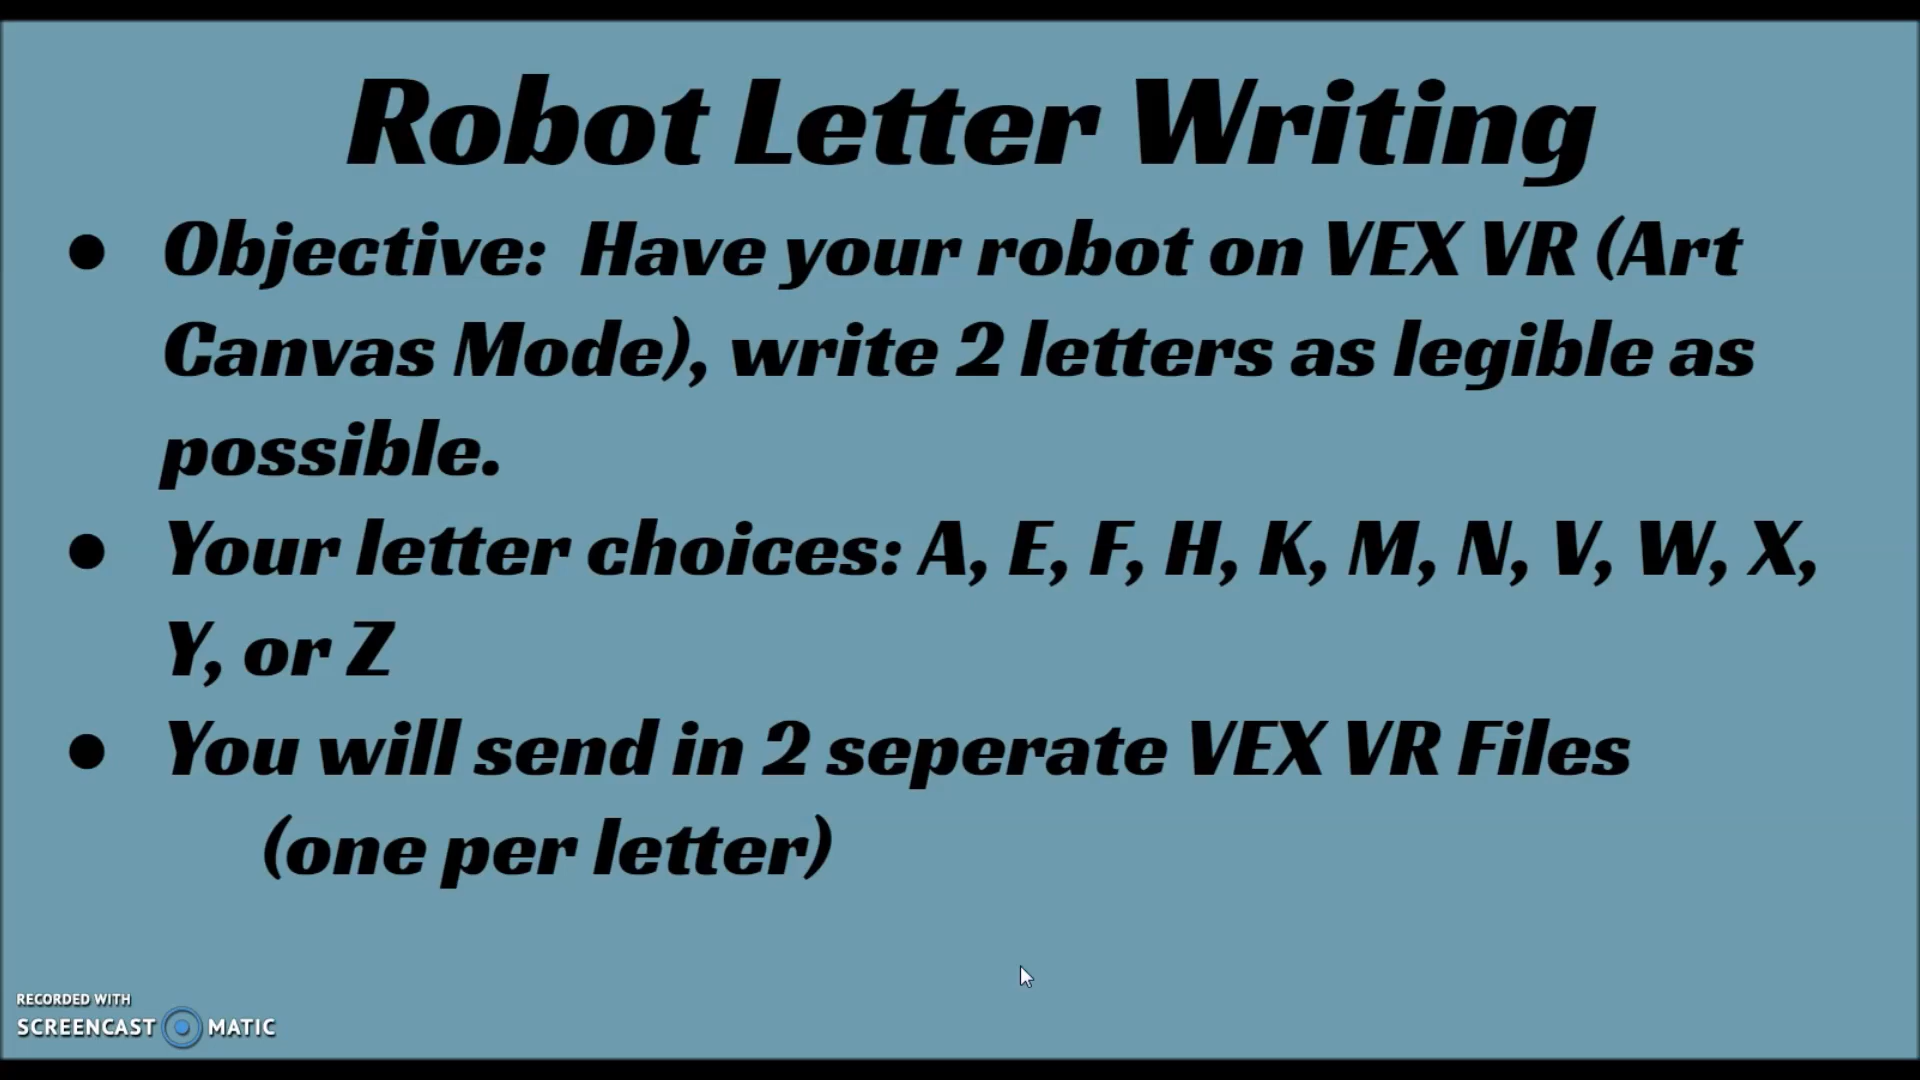 Robot Letter Writing
● Objective:  Have your robot on VEX VR (Art
Canvas Mode), write 2 letters as legible as
possible.
● Your letter choices: A, E, F, H, K, M, N, V, W, X,
Y, or Z
● You will send in 2 seperate VEX VR Files
(one per letter)
RECORDED WITH
SCREENCAST MATIC